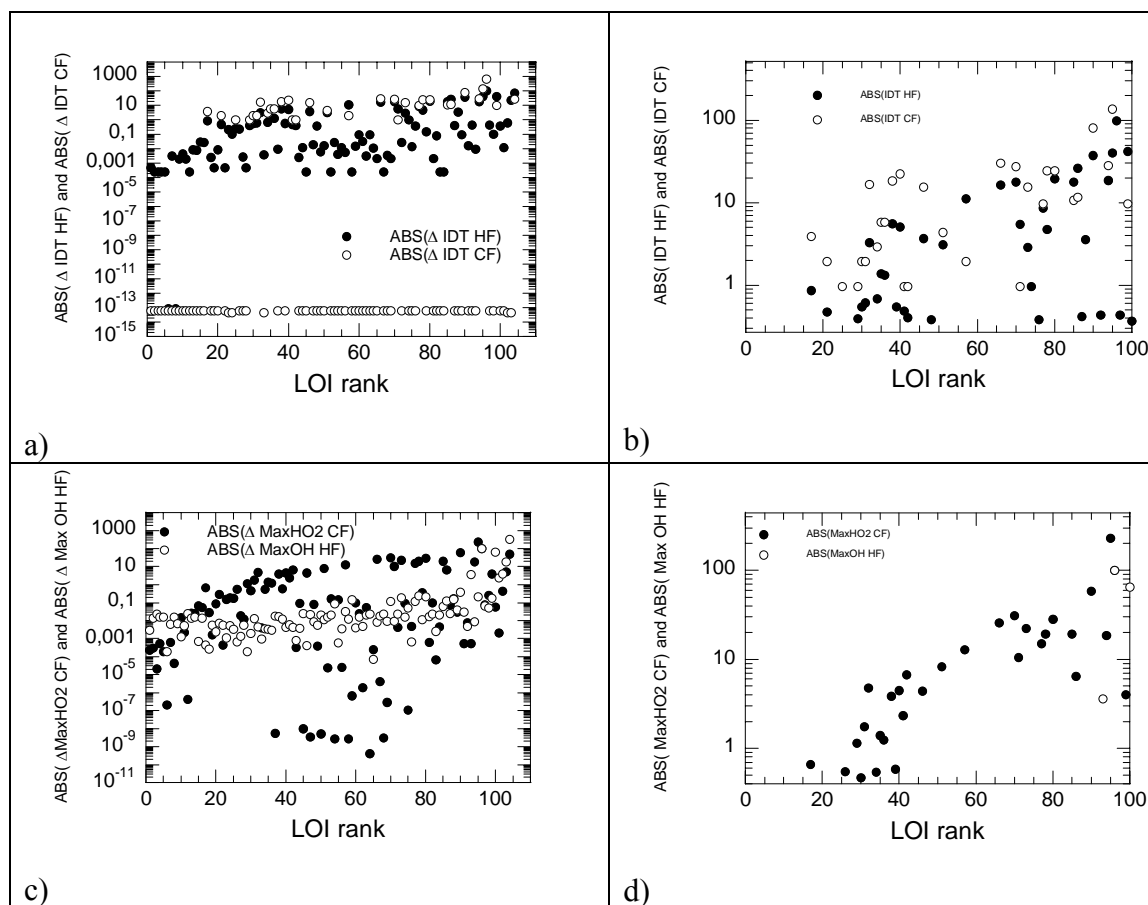 ABS( Δ IDT HF) and ABS( Δ IDT CF)
1000
10
0,1
0,001
10-5
10-7
10-9
10-11
10-13
10-15
ABS(Δ IDT HF)
ABS(Δ IDT CF)
0 20 40 60 80 100
LOI rank
a)
ABS( IDT HF) and ABS( IDT CF)
100
10
1
ABS(IDT HF)
ABS(IDT CF)
0 20 40 60 80 100
LOI rank
b)
ABS( ΔMaxHO2 CF) and ABS( Δ Max OH HF)
1000
10
0,1
0,001
10-5
10-7
10-9
10-11
ABS(Δ MaxHO2 CF)
ABS(Δ MaxOH HF)
0 20 40 60 80 100
LOI rank
c)
ABS( MaxHO2 CF) and ABS( Max OH HF)
100
10
1
ABS(MaxHO2 CF)
ABS(MaxOH HF)
0 20 40 60 80 100
LOI rank
d)